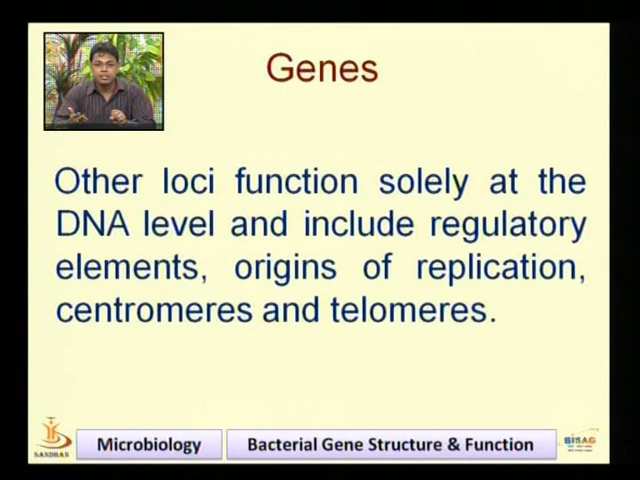 Genes
Other loci function solely at the
DNA level and include regulatory
elements, origins of replication,
centromeres and telomeres.
SANDHAN
Microbiology
Bacterial Gene Structure & Function
BISAG